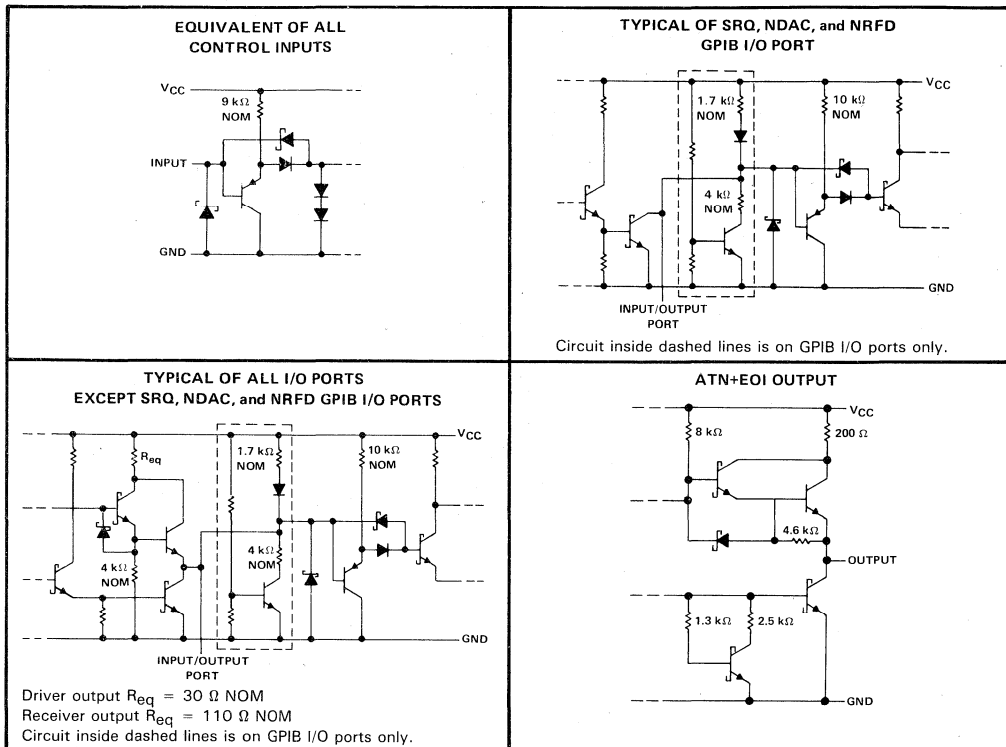 EQUIVALENT OF ALL
CONTROL INPUTS
VCC
9 kΩ
NOM
INPUT
GND
TYPICAL OF SRQ, NDAC, and NRFD
GPIB I/O PORT
VCC
1.7 kΩ
NOM
10 kΩ
NOM
4 kΩ
NOM
GND
INPUT/OUTPUT
PORT
Circuit inside dashed lines is on GPIB I/O ports only.
TYPICAL OF ALL I/O PORTS
EXCEPT SRQ, NDAC, and NRFD GPIB I/O PORTS
VCC
Req
1.7 kΩ
NOM
10 kΩ
NOM
4 kΩ
NOM
4 kΩ
NOM
GND
INPUT/OUTPUT
PORT
Driver output Req = 30 Ω NOM
Receiver output Req = 110 Ω NOM
Circuit inside dashed lines is on GPIB I/O ports only.
ATN+EOI OUTPUT
VCC
8 kΩ
200 Ω
4.6 kΩ
OUTPUT
1.3 kΩ
2.5 kΩ
GND